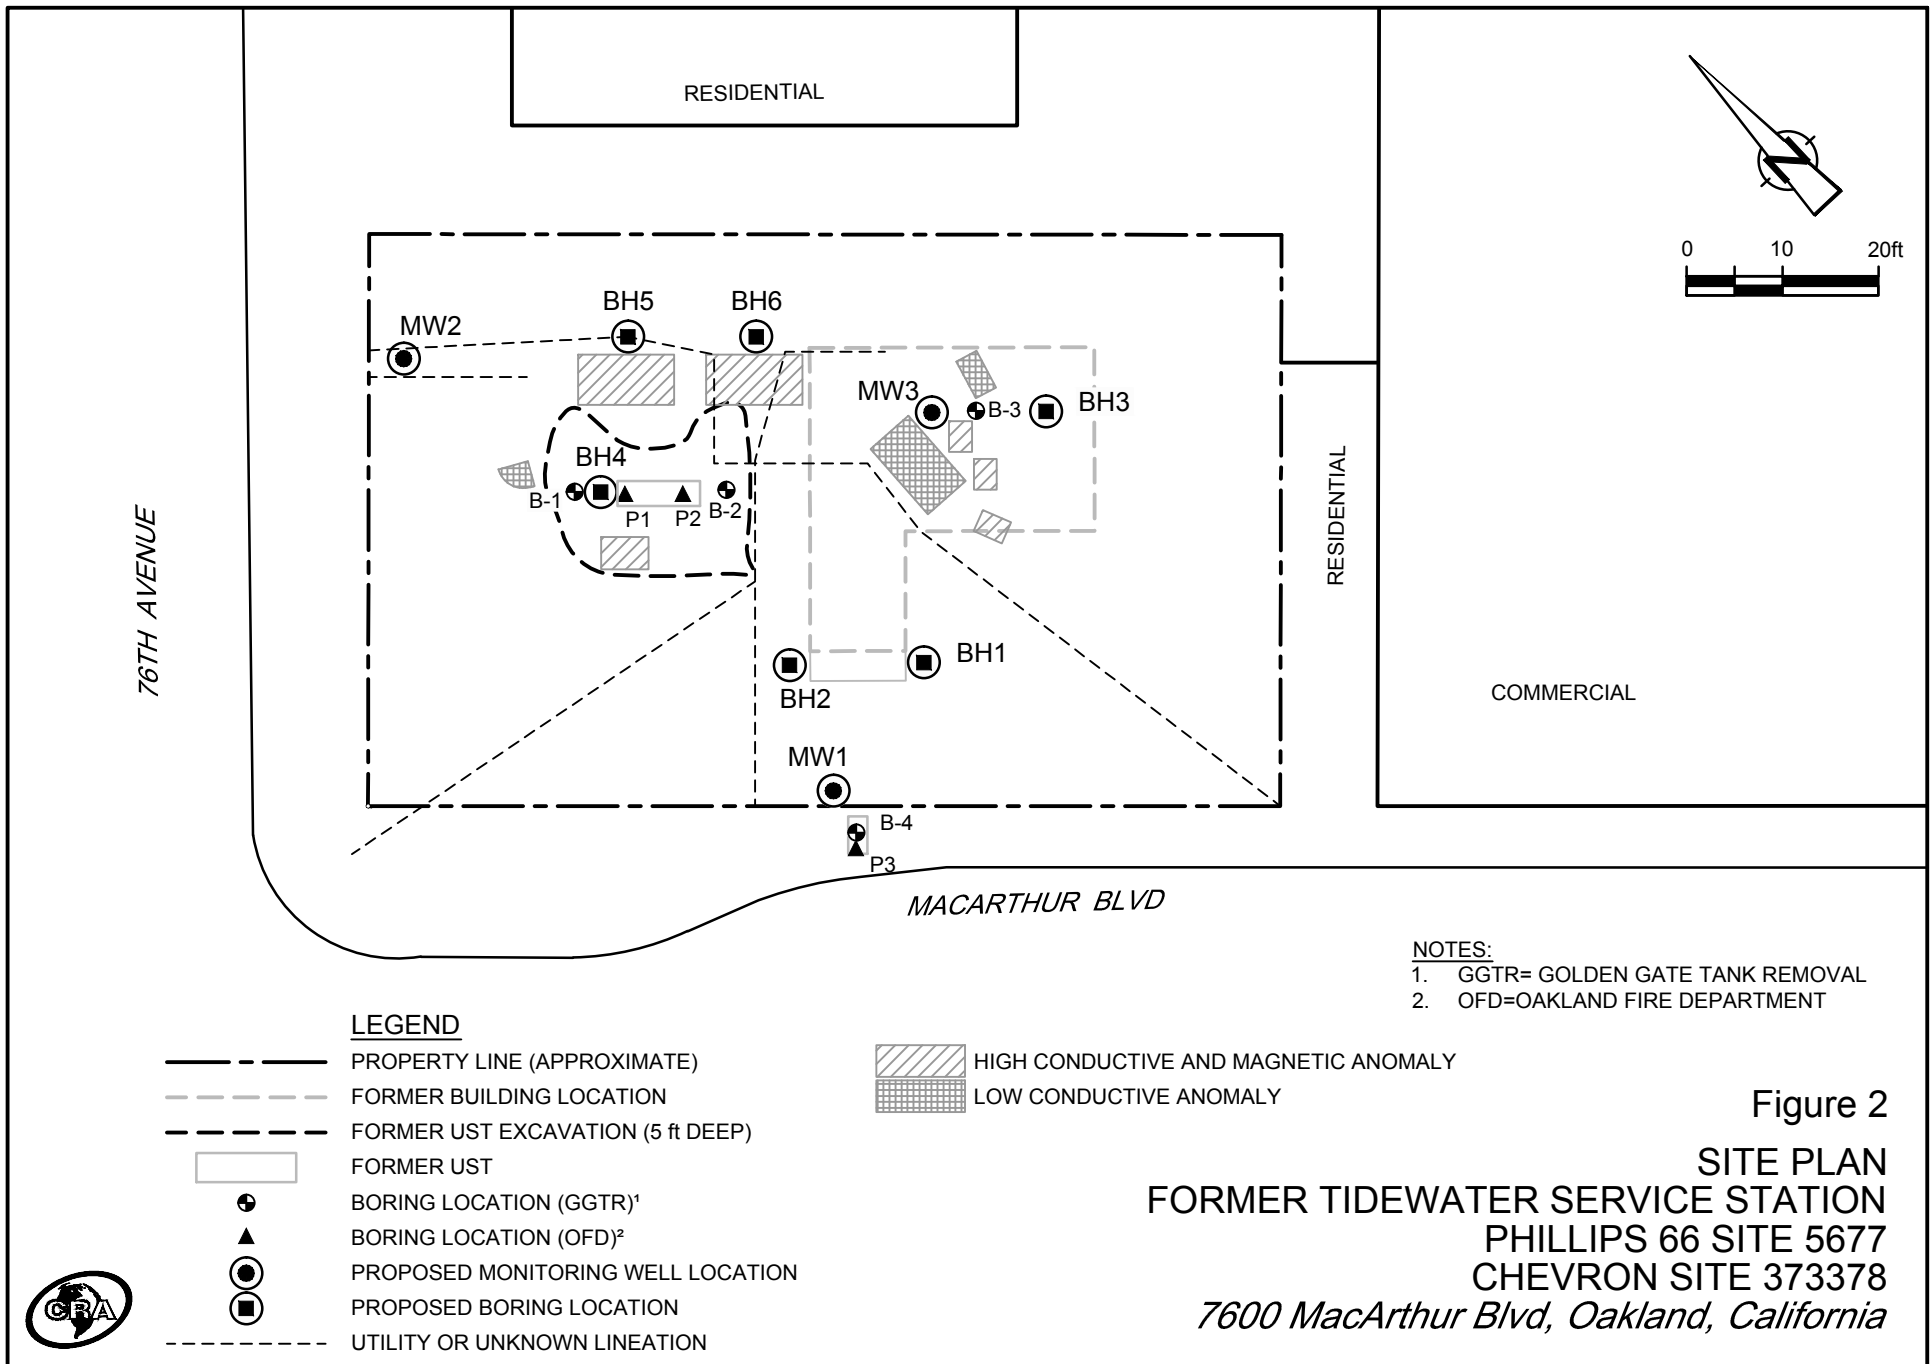 RESIDENTIAL
N
0 10 20ft
BH5
BH6
MW2
MW3
B-3
BH3
BH4
B-1
P1
P2
B-2
RESIDENTIAL
76TH AVENUE
BH1
BH2
COMMERCIAL
MW1
B-4
P3
MACARTHUR BLVD
NOTES:
1. GGTR= GOLDEN GATE TANK REMOVAL
2. OFD=OAKLAND FIRE DEPARTMENT
LEGEND
PROPERTY LINE (APPROXIMATE)
FORMER BUILDING LOCATION
FORMER UST EXCAVATION (5 ft DEEP)
FORMER UST
BORING LOCATION (GGTR)¹
BORING LOCATION (OFD)²
PROPOSED MONITORING WELL LOCATION
PROPOSED BORING LOCATION
UTILITY OR UNKNOWN LINEATION
HIGH CONDUCTIVE AND MAGNETIC ANOMALY
LOW CONDUCTIVE ANOMALY
CRA
Figure 2
SITE PLAN
FORMER TIDEWATER SERVICE STATION
PHILLIPS 66 SITE 5677
CHEVRON SITE 373378
7600 MacArthur Blvd, Oakland, California